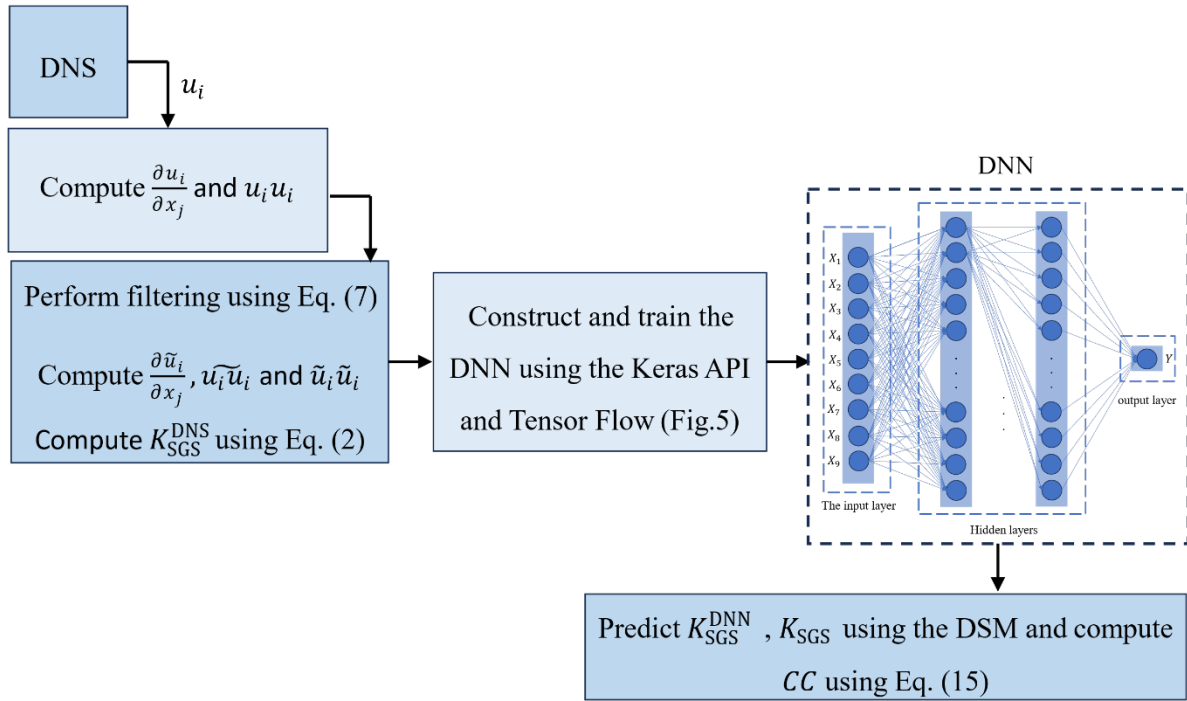 DNS
u_i
Compute ∂u_i/∂x_j and u_i u_i
Perform filtering using Eq. (7)
Compute ∂ũ_i/∂x_j, \widetilde{u_i u_i} and ũ_i ũ_i
Compute K_SGS^DNS using Eq. (2)
Construct and train the
DNN using the Keras API
and Tensor Flow (Fig.5)
DNN
X_1
X_2
X_3
X_4
X_5
X_6
X_7
X_8
X_9
The input layer
Hidden layers
Y
output layer
Predict K_SGS^DNN , K_SGS using the DSM and compute
CC using Eq. (15)